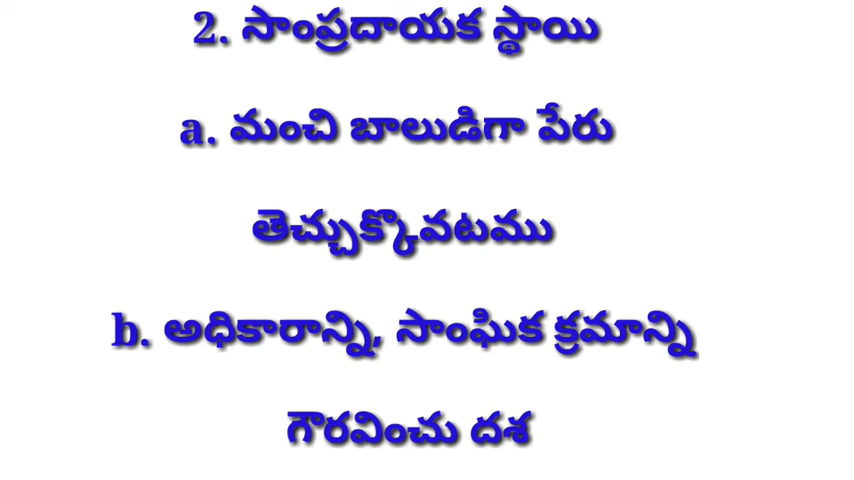 2. సాంప్రదాయక స్థాయి
a. మంచి బాలుడిగా పేరు
తెచ్చుక్కొవటము
b. అధికారాన్ని, సాంఘిక క్రమాన్ని
గౌరవించు దశ